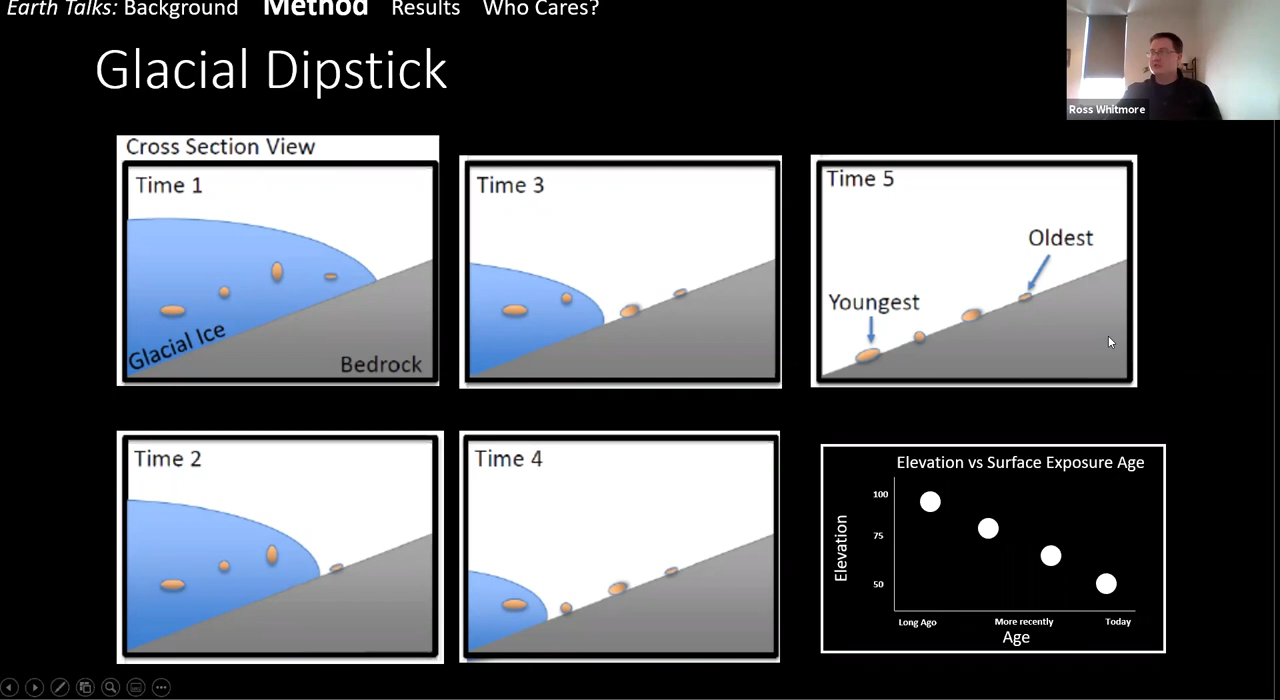 Earth Talks: Background Method Results Who Cares?
Glacial Dipstick
Ross Whitmore
Cross Section View
Time 1
Glacial Ice
Bedrock
Time 3
Time 5
Oldest
Youngest
Time 2
Time 4
Elevation vs Surface Exposure Age
100
75
50
Elevation
Long Ago More recently Today
Age